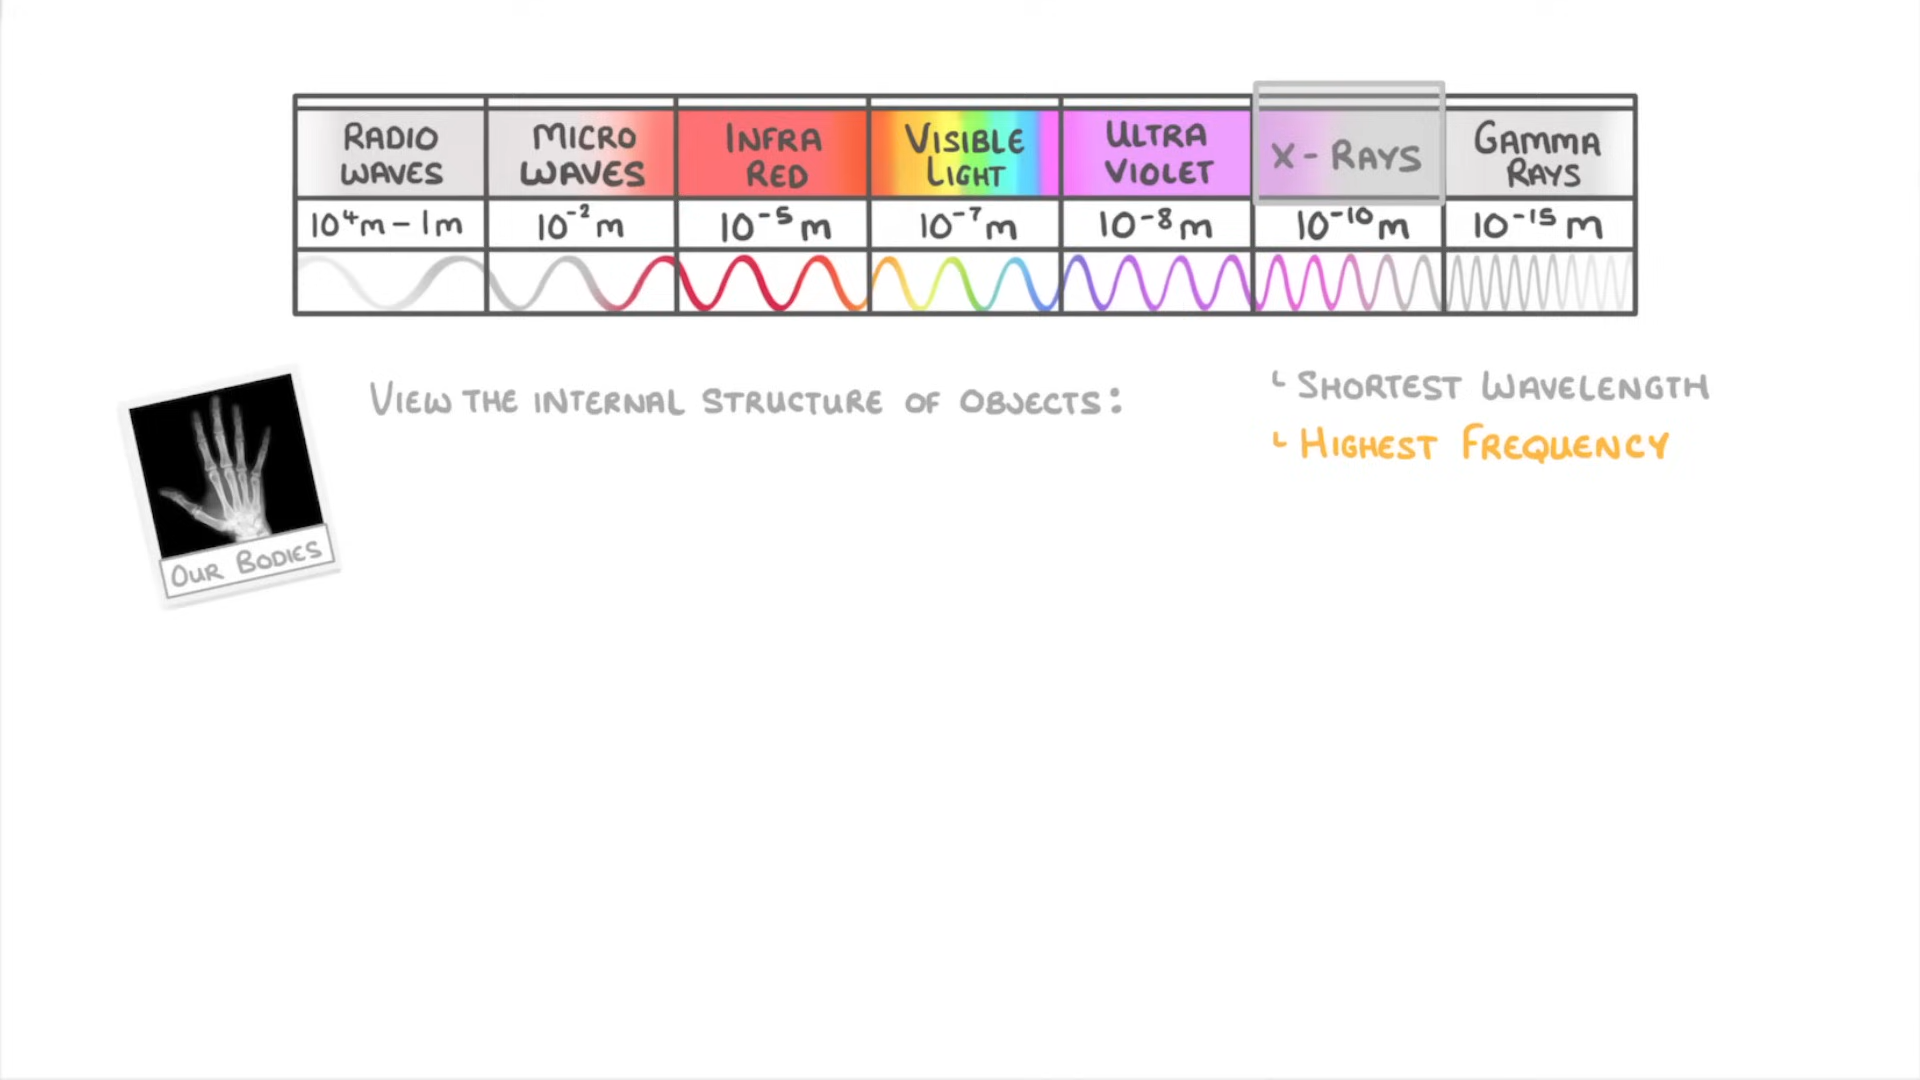 RADIO
WAVES
MICRO
WAVES
INFRA
RED
VISIBLE
LIGHT
ULTRA
VIOLET
X-RAYS
GAMMA
RAYS
10⁴m - 1m
10⁻²m
10⁻⁵m
10⁻⁷m
10⁻⁸m
10⁻¹⁰m
10⁻¹⁵m
VIEW THE INTERNAL STRUCTURE OF OBJECTS:
SHORTEST WAVELENGTH
HIGHEST FREQUENCY
OUR BODIES